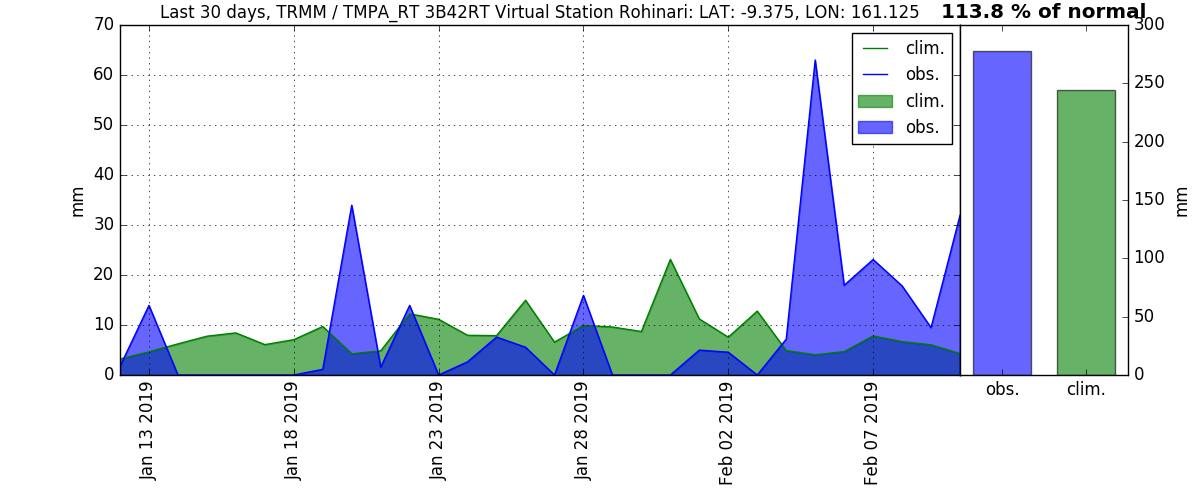 Last 30 days, TRMM / TMPA_RT 3B42RT Virtual Station Rohinari: LAT: -9.375, LON: 161.125
113.8 % of normal
70
60
50
40
30
20
10
0
mm
clim.
obs.
clim.
obs.
Jan 13 2019
Jan 18 2019
Jan 23 2019
Jan 28 2019
Feb 02 2019
Feb 07 2019
300
250
200
150
100
50
0
mm
obs.
clim.